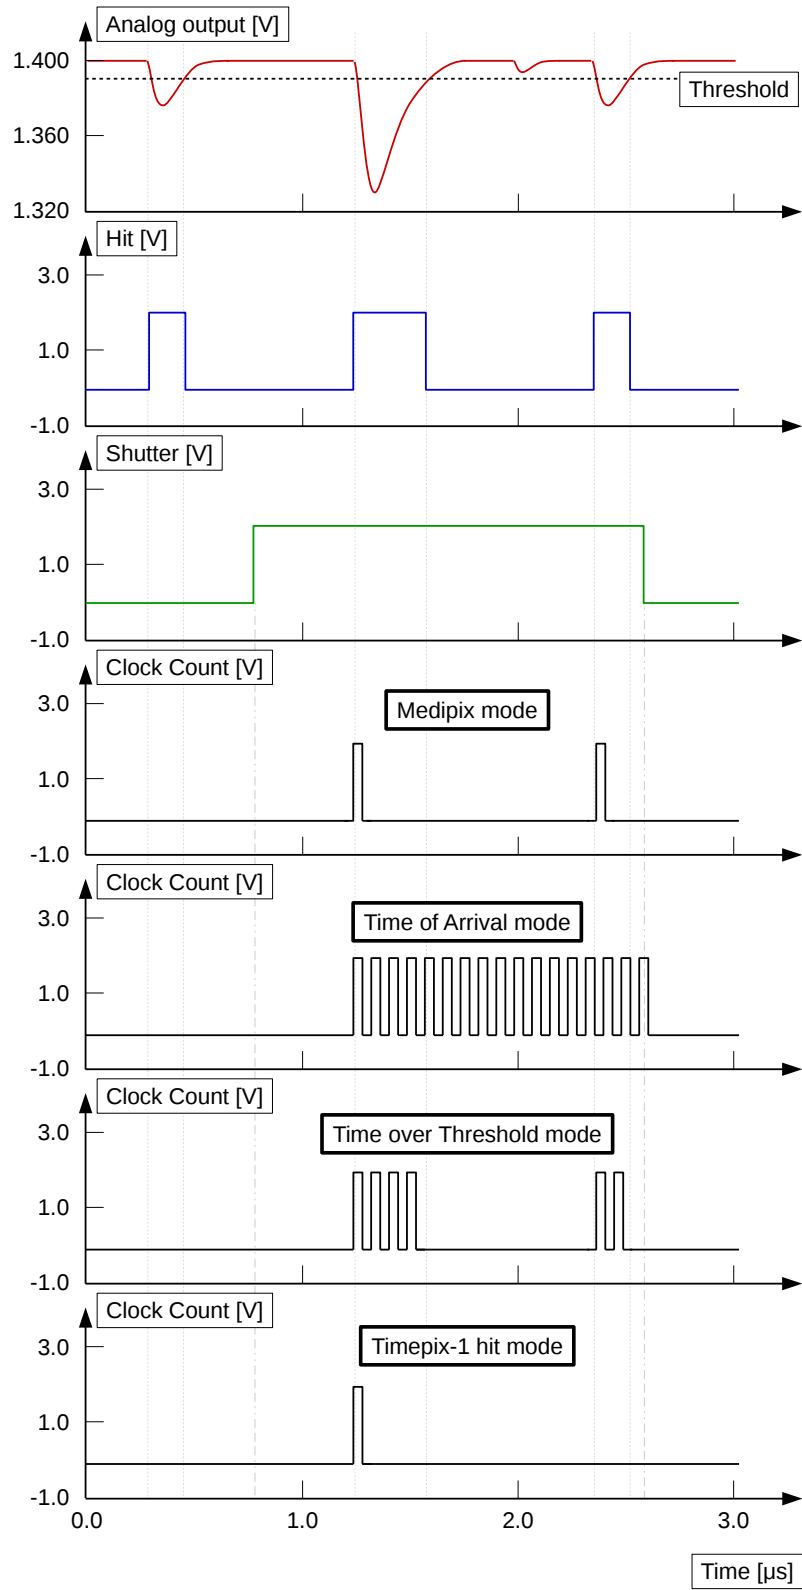 Analog output [V]
1.400
Threshold
1.360
1.320
Hit [V]
3.0
1.0
-1.0
Shutter [V]
3.0
1.0
-1.0
Clock Count [V]
3.0
Medipix mode
1.0
-1.0
Clock Count [V]
3.0
Time of Arrival mode
1.0
-1.0
Clock Count [V]
3.0
Time over Threshold mode
1.0
-1.0
Clock Count [V]
3.0
Timepix-1 hit mode
1.0
-1.0
0.0 1.0 2.0 3.0
Time [µs]